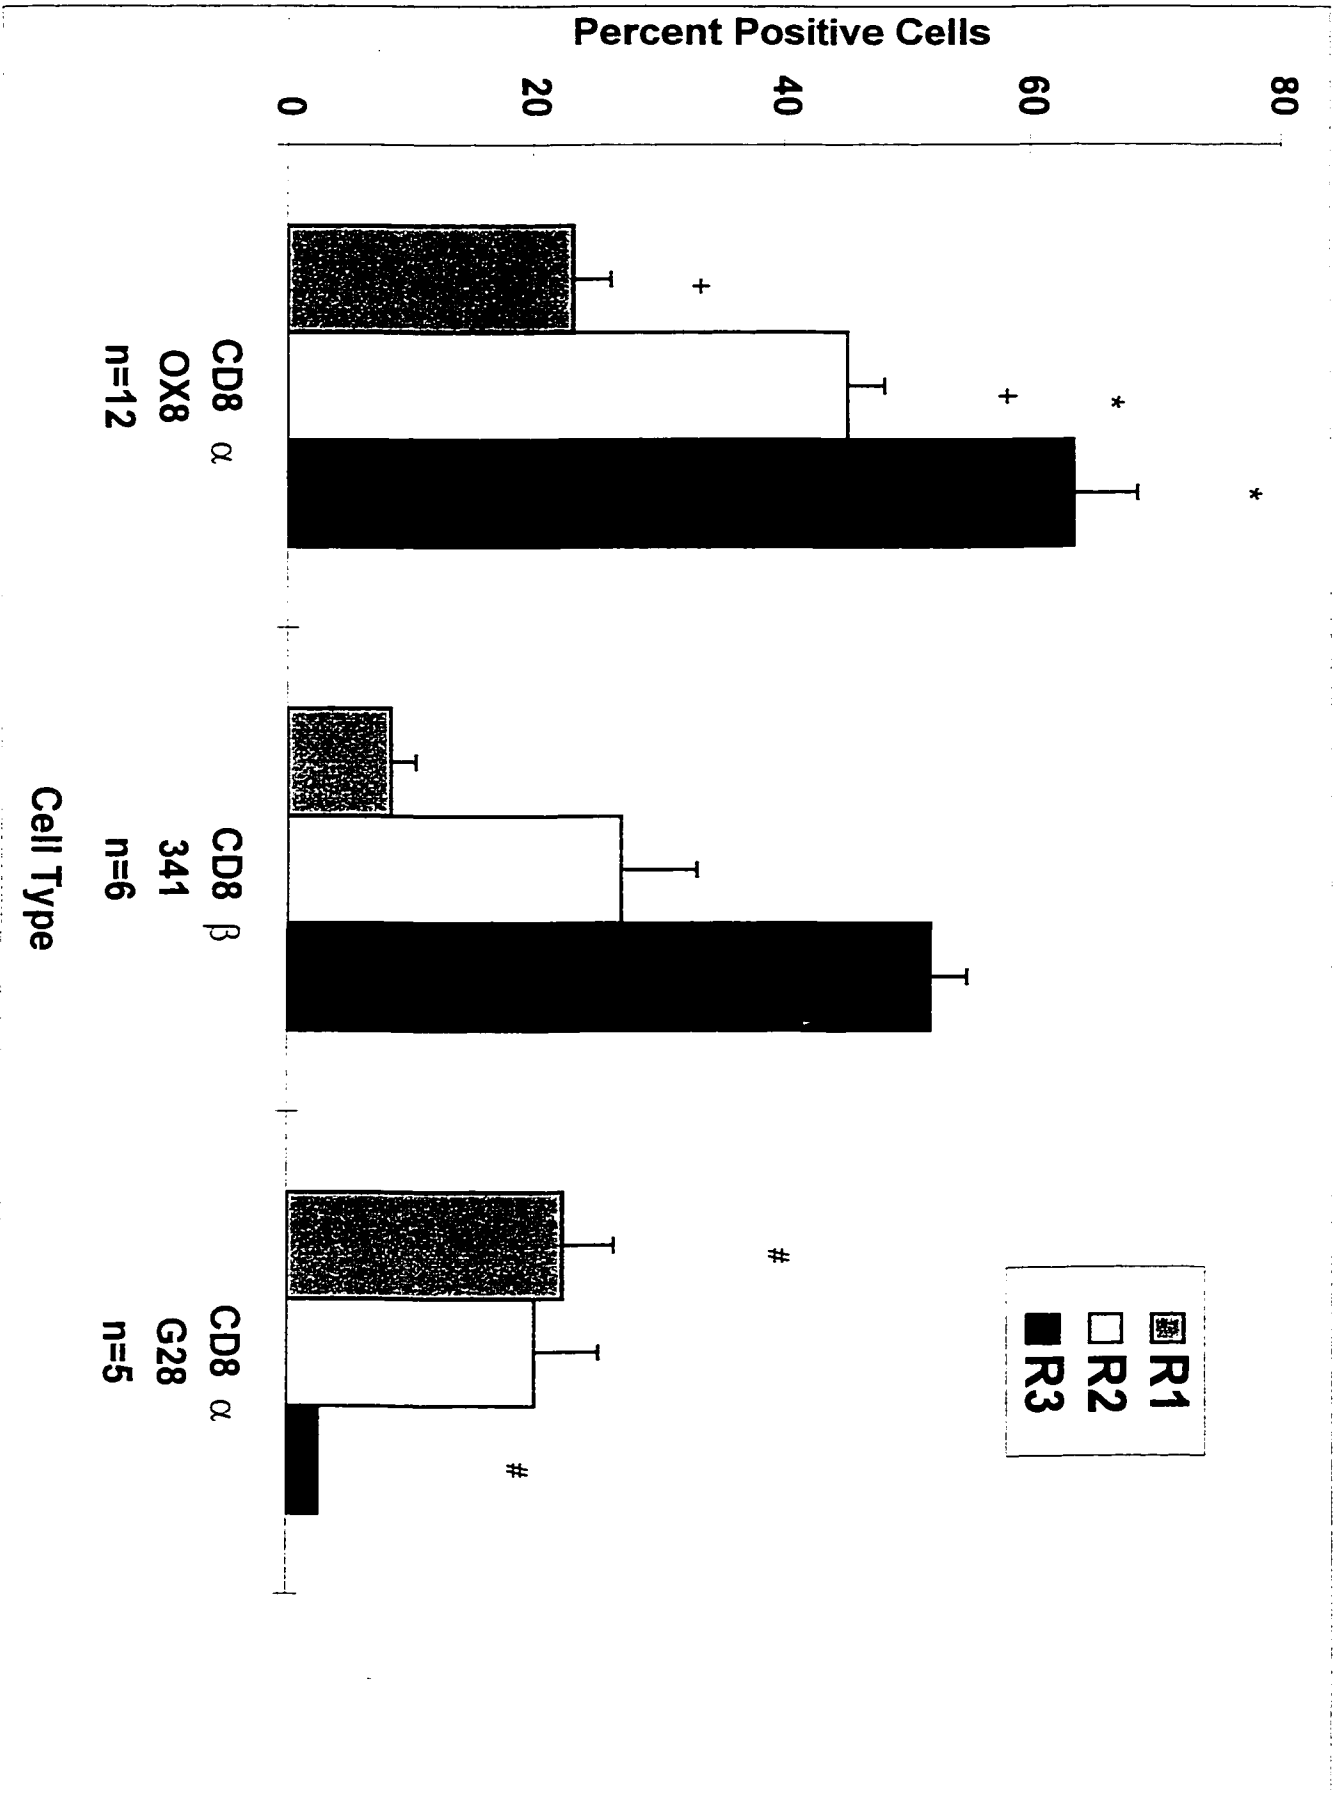 Percent Positive Cells
80
60
40
20
0
+
+ *
*
#
#
R1
R2
R3
CD8 α
OX8
n=12
CD8 β
341
n=6
CD8 α
G28
n=5
Cell Type